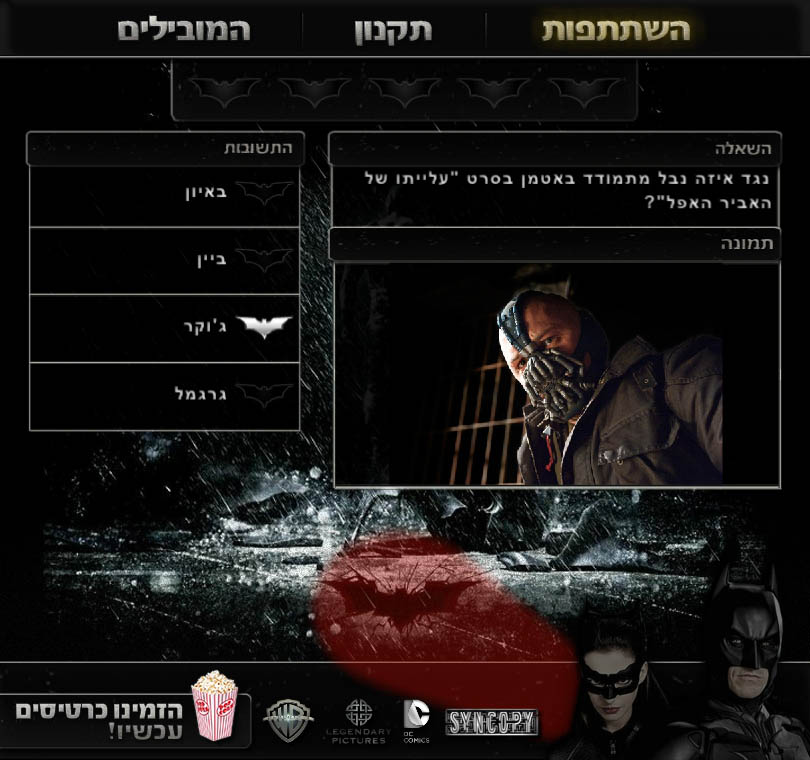 השתתפות
תקנון
המובילים
השאלה
נגד איזה נבל מתמודד באטמן בסרט "עלייתו של
האביר האפל"?
תמונה
התשובות
באיון
ביין
ג'וקר
גרגמל
הזמינו כרטיסים
עכשיו!
LEGENDARY
PICTURES
DC
COMICS
SYNCOPY